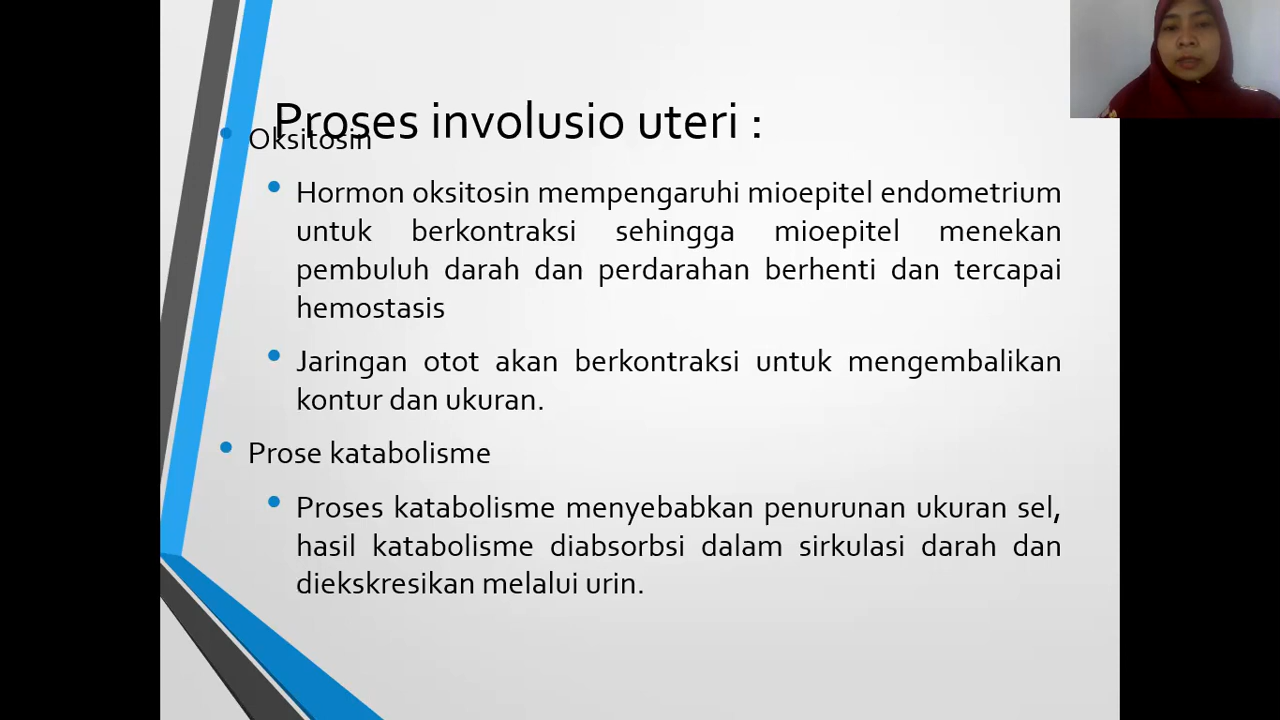 Proses involusio uteri :
Oksitosin
Hormon oksitosin mempengaruhi mioepitel endometrium
untuk berkontraksi sehingga mioepitel menekan
pembuluh darah dan perdarahan berhenti dan tercapai
hemostasis
Jaringan otot akan berkontraksi untuk mengembalikan
kontur dan ukuran.
Prose katabolisme
Proses katabolisme menyebabkan penurunan ukuran sel,
hasil katabolisme diabsorbsi dalam sirkulasi darah dan
diekskresikan melalui urin.